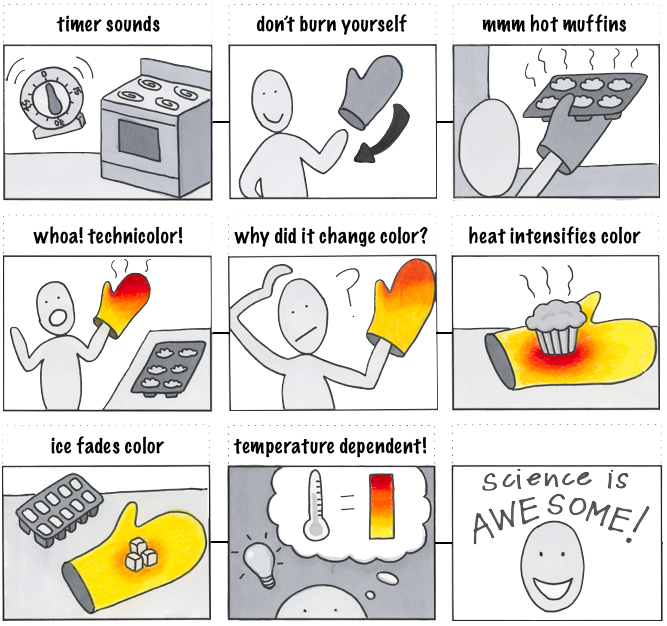 timer sounds
don't burn yourself
mmm hot muffins
whoa! technicolor!
why did it change color?
?
heat intensifies color
ice fades color
temperature dependent!
=
science is
AWESOME!